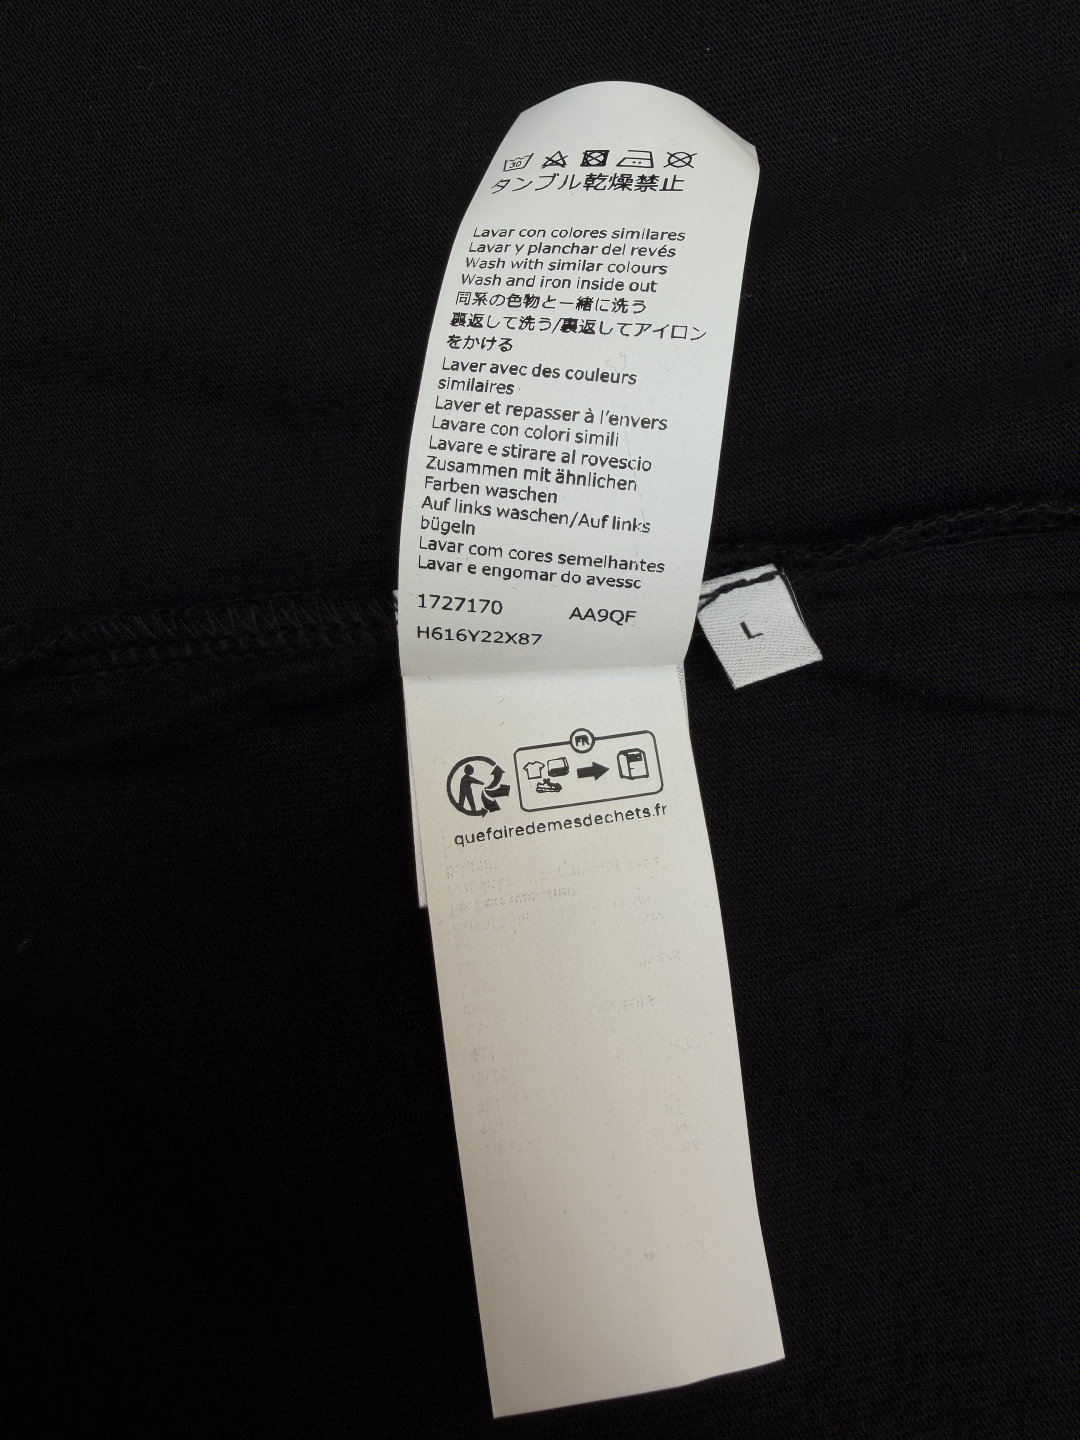 30
タンブル乾燥禁止
Lavar con colores similares
Lavar y planchar del revés
Wash with similar colours
Wash and iron inside out
同系の色物と一緒に洗う
裏返して洗う/裏返してアイロン
をかける
Laver avec des couleurs
similaires
Laver et repasser à l'envers
Lavare con colori simili
Lavare e stirare al rovescio
Zusammen mit ähnlichen
Farben waschen
Auf links waschen/Auf links
bügeln
Lavar com cores semelhantes
Lavar e engomar do avesso
1727170 AA9QF
H616Y22X87
L
FR
quefairedemesdechets.fr